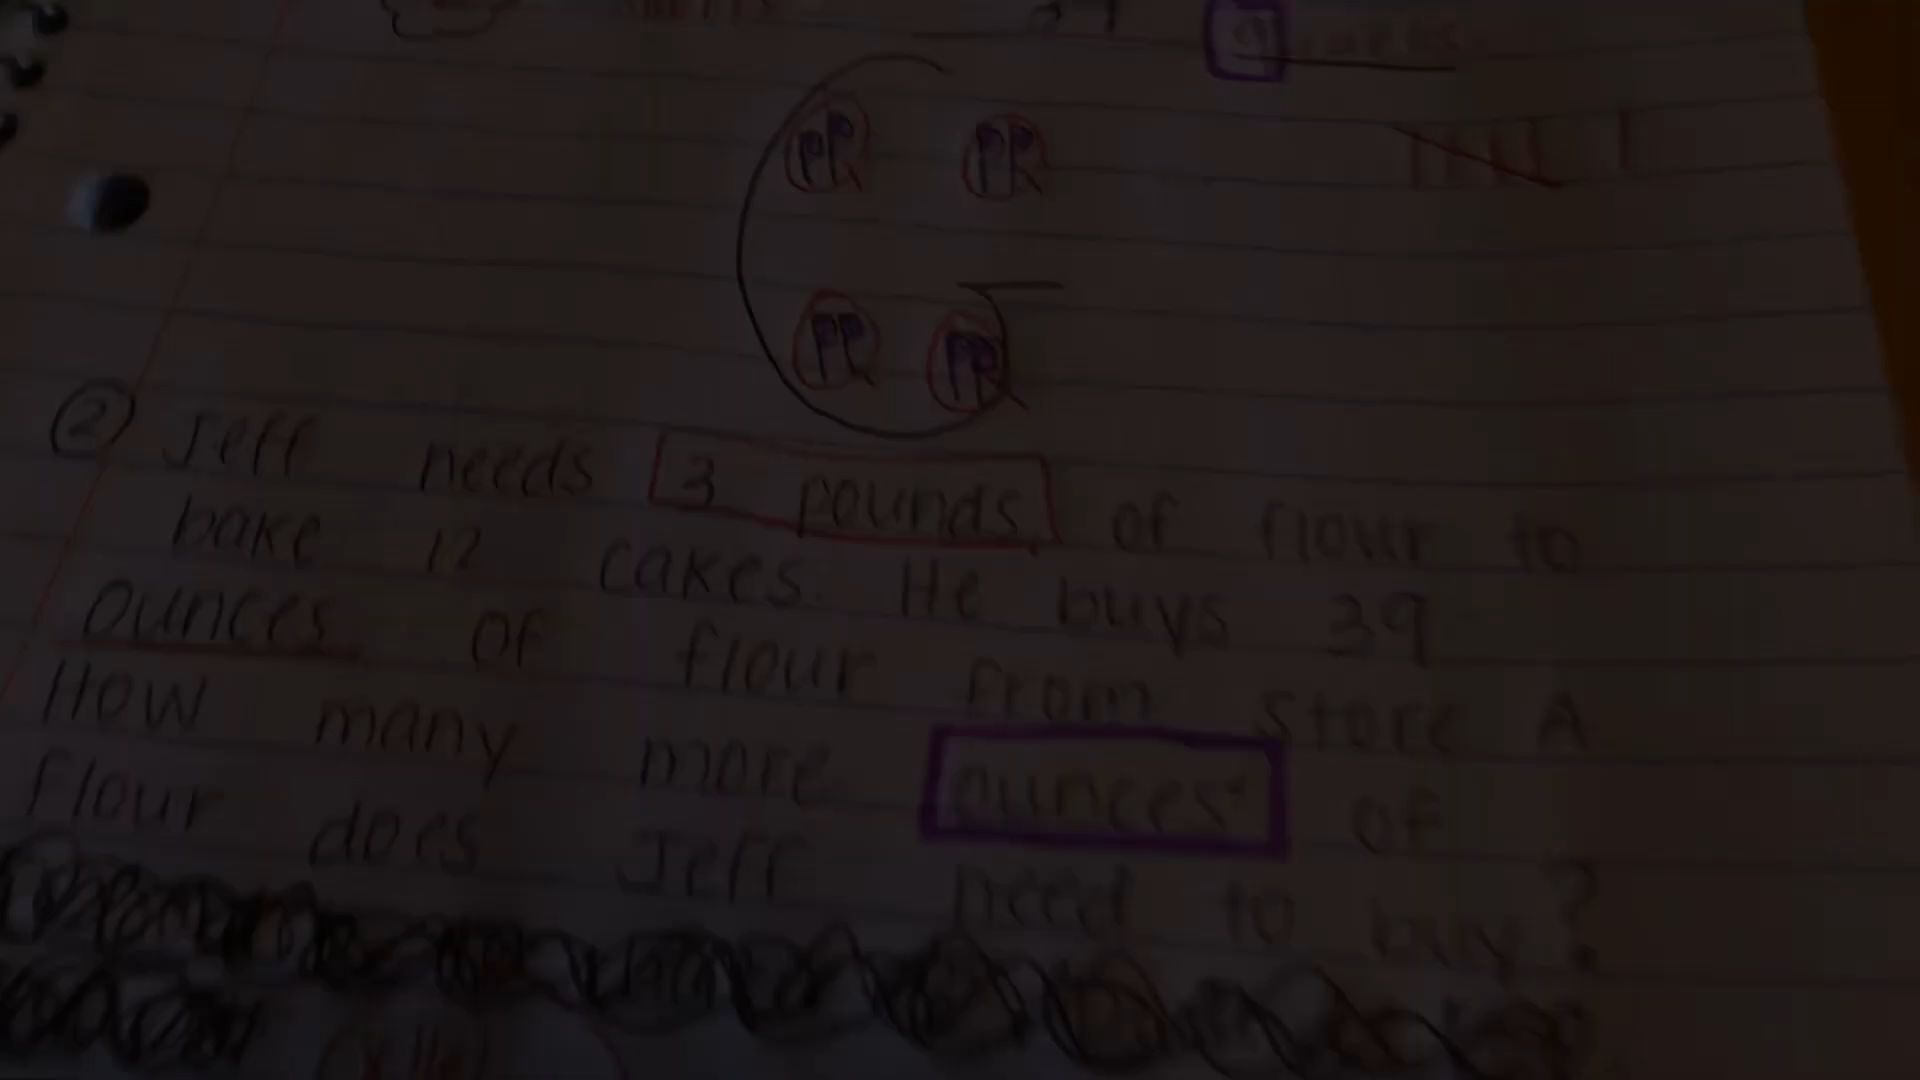 PR PR
PR
② Jeff needs 3 pounds of flour to
bake 12 cakes. He buys 39
ounces of flour from store A
How many more ounces of
flour does Jeff need to buy?